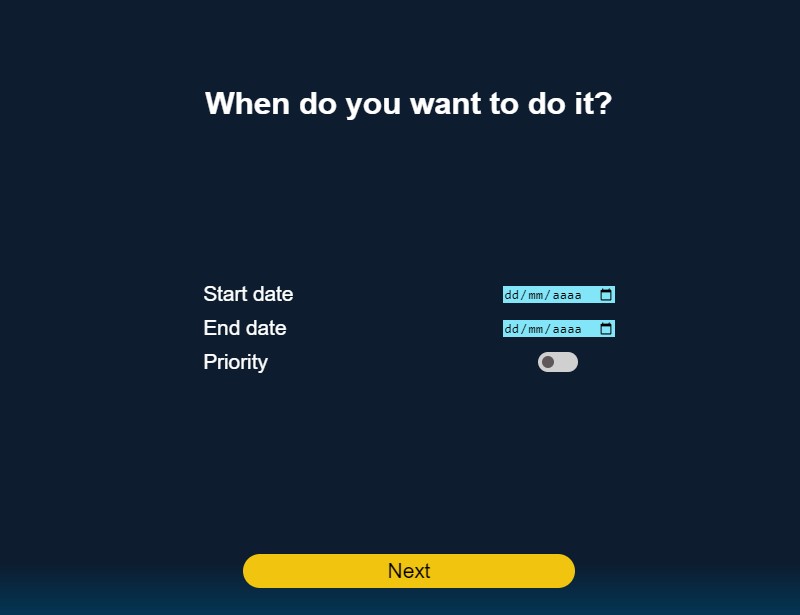 When do you want to do it?
Start date dd/mm/aaaa
End date dd/mm/aaaa
Priority
Next